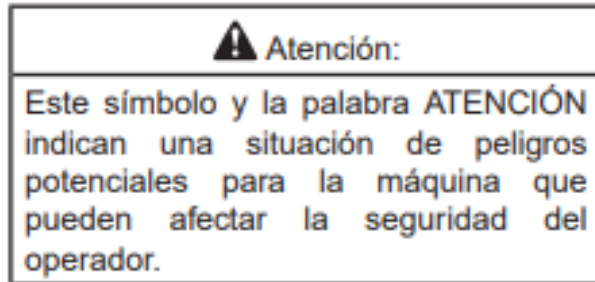 Atención:
Este símbolo y la palabra ATENCIÓN
indican una situación de peligros
potenciales para la máquina que
pueden afectar la seguridad del
operador.